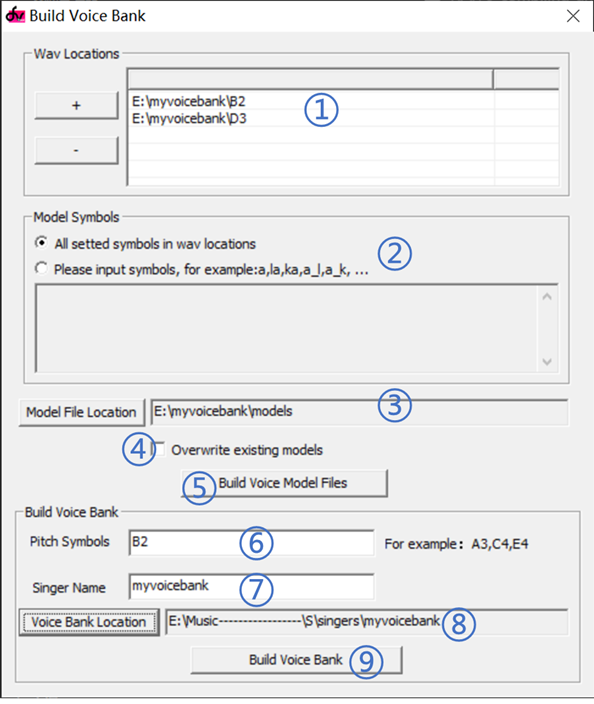 Build Voice Bank
Wav Locations
+
-
E:\myvoicebank\B2
E:\myvoicebank\D3
①
Model Symbols
All setted symbols in wav locations
②
Please input symbols, for example:a,la,ka,a_l,a_k, ...
Model File Location E:\myvoicebank\models ③
④ Overwrite existing models
⑤ Build Voice Model Files
Build Voice Bank
Pitch Symbols B2 ⑥ For example: A3,C4,E4
Singer Name myvoicebank ⑦
Voice Bank Location E:\Music-----------------\S\singers\myvoicebank ⑧
Build Voice Bank ⑨